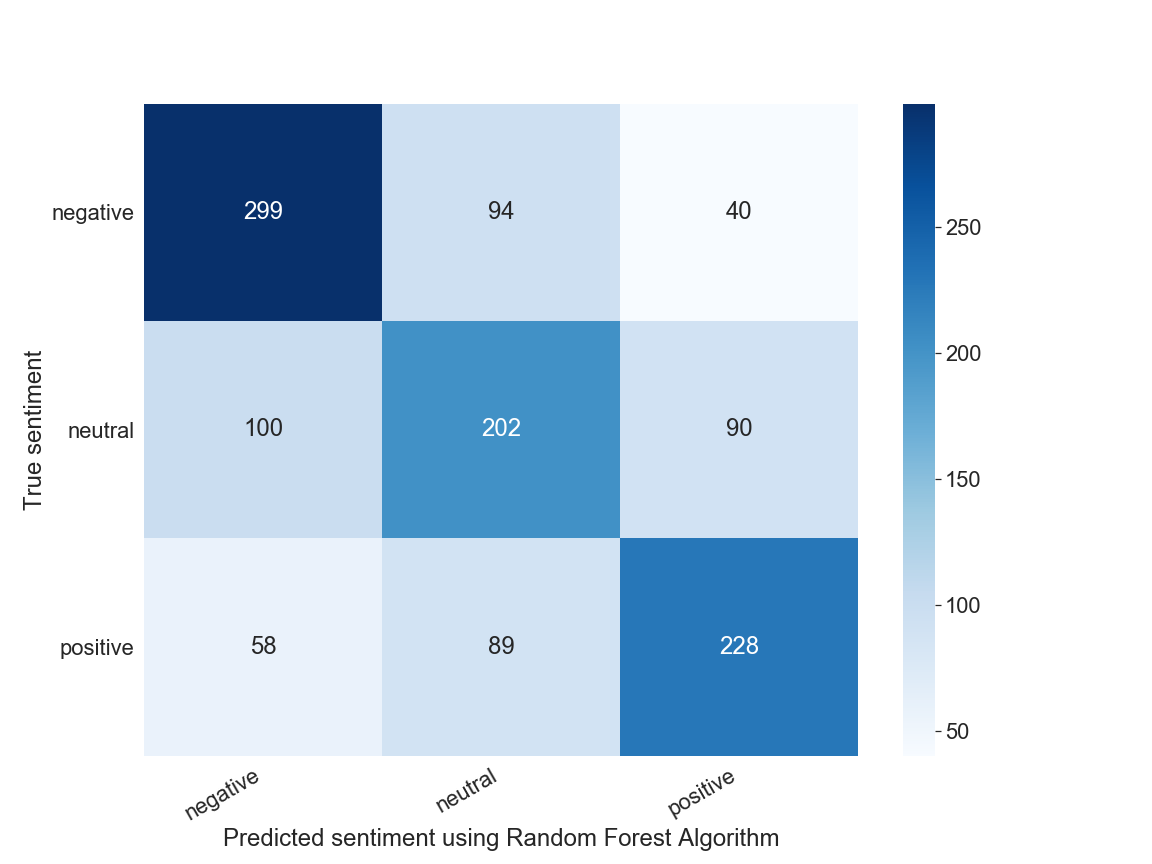 negative
299
94
40
neutral
100
202
90
positive
58
89
228
True sentiment
negative
neutral
positive
Predicted sentiment using Random Forest Algorithm
250
200
150
100
50